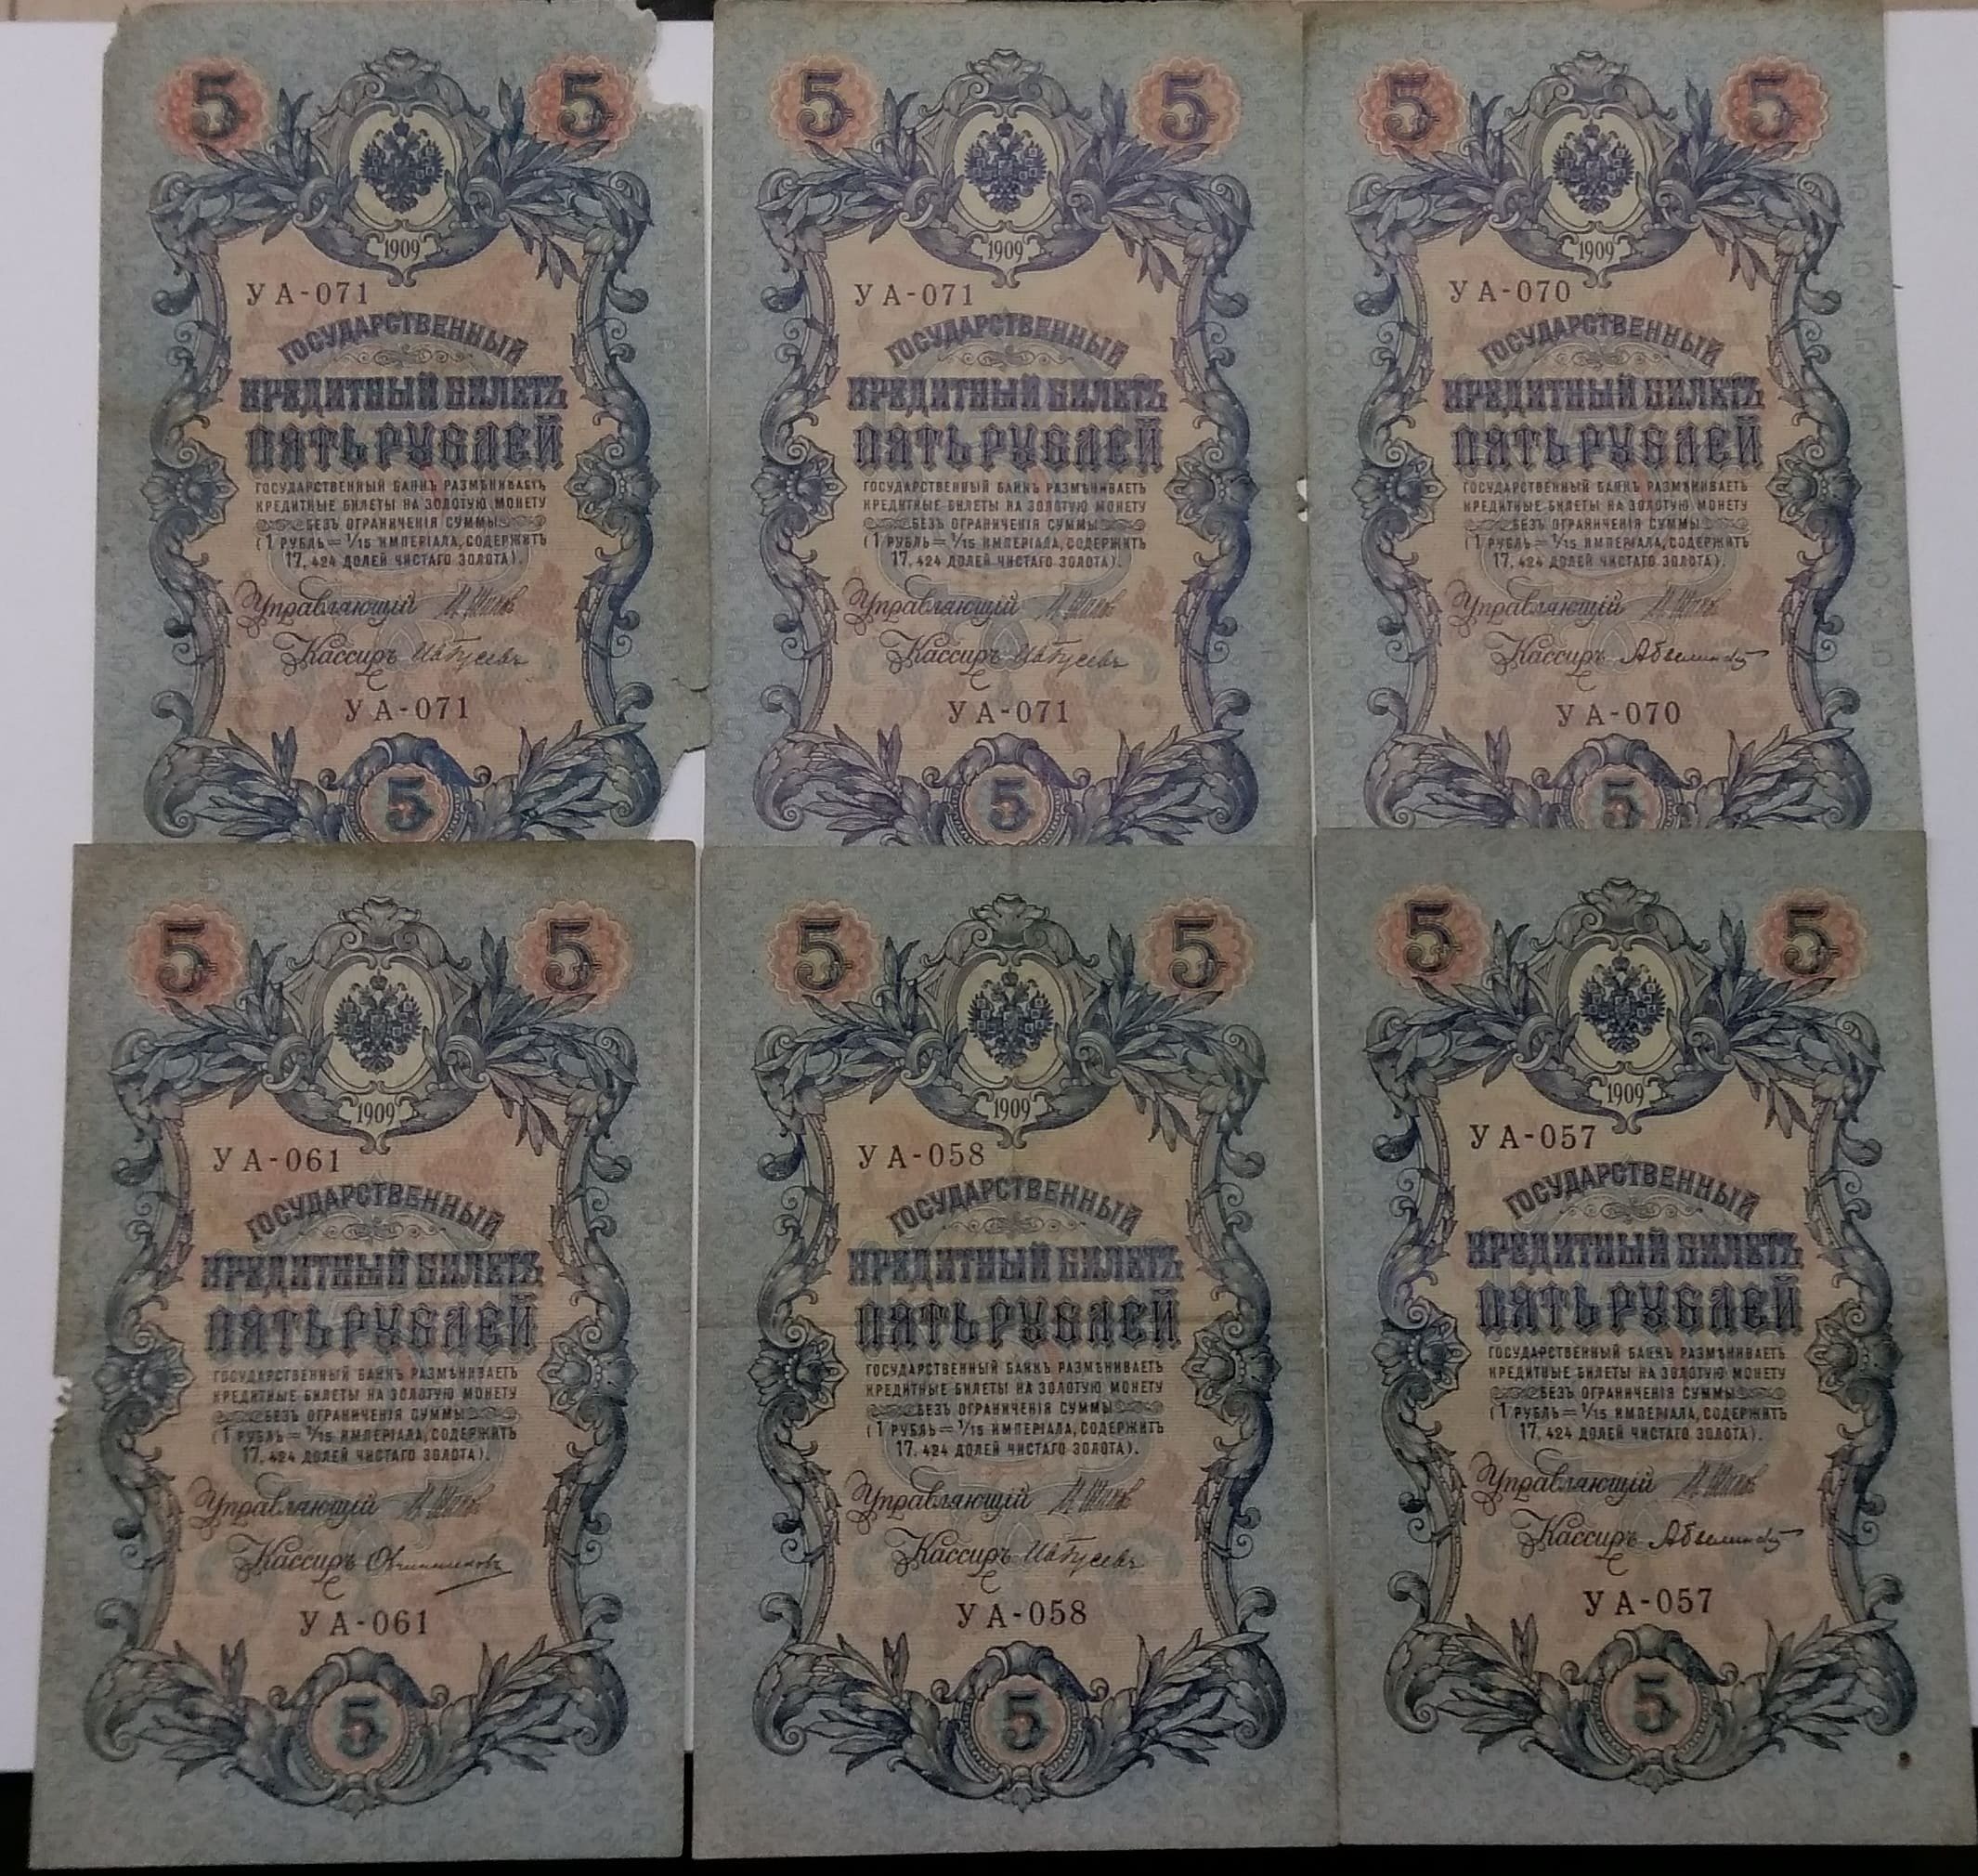 5 5
1909
УА-071
ГОСУДАРСТВЕННЫЙ
КРЕДИТНЫЙ БИЛЕТЪ
ПЯТЬ РУБЛЕЙ
ГОСУДАРСТВЕННЫЙ БАНКЪ РАЗМѢНИВАЕТЪ
КРЕДИТНЫЕ БИЛЕТЫ НА ЗОЛОТУЮ МОНЕТУ
БЕЗЪ ОГРАНИЧЕНІЯ СУММЫ
(1 РУБЛЬ = 1/15 ИМПЕРІАЛА, СОДЕРЖИТЪ
17,424 ДОЛЕЙ ЧИСТАГО ЗОЛОТА).
Управляющій
Кассиръ
УА-071
5
5 5
1909
УА-071
ГОСУДАРСТВЕННЫЙ
КРЕДИТНЫЙ БИЛЕТЪ
ПЯТЬ РУБЛЕЙ
ГОСУДАРСТВЕННЫЙ БАНКЪ РАЗМѢНИВАЕТЪ
КРЕДИТНЫЕ БИЛЕТЫ НА ЗОЛОТУЮ МОНЕТУ
БЕЗЪ ОГРАНИЧЕНІЯ СУММЫ
(1 РУБЛЬ = 1/15 ИМПЕРІАЛА, СОДЕРЖИТЪ
17,424 ДОЛЕЙ ЧИСТАГО ЗОЛОТА).
Управляющій
Кассиръ
УА-071
5
5 5
1909
УА-070
ГОСУДАРСТВЕННЫЙ
КРЕДИТНЫЙ БИЛЕТЪ
ПЯТЬ РУБЛЕЙ
ГОСУДАРСТВЕННЫЙ БАНКЪ РАЗМѢНИВАЕТЪ
КРЕДИТНЫЕ БИЛЕТЫ НА ЗОЛОТУЮ МОНЕТУ
БЕЗЪ ОГРАНИЧЕНІЯ СУММЫ
(1 РУБЛЬ = 1/15 ИМПЕРІАЛА, СОДЕРЖИТЪ
17,424 ДОЛЕЙ ЧИСТАГО ЗОЛОТА).
Управляющій
Кассиръ
УА-070
5
5 5
1909
УА-061
ГОСУДАРСТВЕННЫЙ
КРЕДИТНЫЙ БИЛЕТЪ
ПЯТЬ РУБЛЕЙ
ГОСУДАРСТВЕННЫЙ БАНКЪ РАЗМѢНИВАЕТЪ
КРЕДИТНЫЕ БИЛЕТЫ НА ЗОЛОТУЮ МОНЕТУ
БЕЗЪ ОГРАНИЧЕНІЯ СУММЫ
(1 РУБЛЬ = 1/15 ИМПЕРІАЛА, СОДЕРЖИТЪ
17,424 ДОЛЕЙ ЧИСТАГО ЗОЛОТА).
Управляющій
Кассиръ Овчинниковъ
УА-061
5
5 5
1909
УА-058
ГОСУДАРСТВЕННЫЙ
КРЕДИТНЫЙ БИЛЕТЪ
ПЯТЬ РУБЛЕЙ
ГОСУДАРСТВЕННЫЙ БАНКЪ РАЗМѢНИВАЕТЪ
КРЕДИТНЫЕ БИЛЕТЫ НА ЗОЛОТУЮ МОНЕТУ
БЕЗЪ ОГРАНИЧЕНІЯ СУММЫ
(1 РУБЛЬ = 1/15 ИМПЕРІАЛА, СОДЕРЖИТЪ
17,424 ДОЛЕЙ ЧИСТАГО ЗОЛОТА).
Управляющій
Кассиръ
УА-058
5
5 5
1909
УА-057
ГОСУДАРСТВЕННЫЙ
КРЕДИТНЫЙ БИЛЕТЪ
ПЯТЬ РУБЛЕЙ
ГОСУДАРСТВЕННЫЙ БАНКЪ РАЗМѢНИВАЕТЪ
КРЕДИТНЫЕ БИЛЕТЫ НА ЗОЛОТУЮ МОНЕТУ
БЕЗЪ ОГРАНИЧЕНІЯ СУММЫ
(1 РУБЛЬ = 1/15 ИМПЕРІАЛА, СОДЕРЖИТЪ
17,424 ДОЛЕЙ ЧИСТАГО ЗОЛОТА).
Управляющій
Кассиръ
УА-057
5